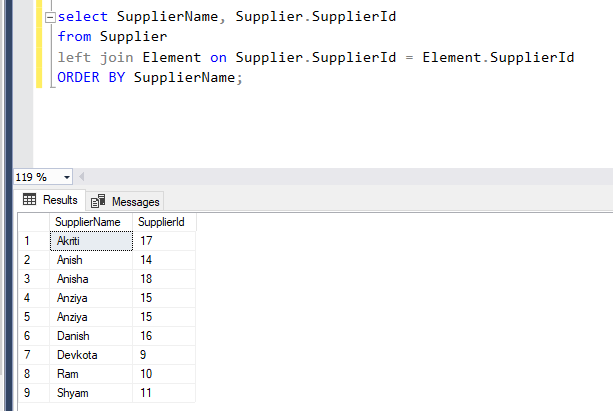 select SupplierName, Supplier.SupplierId
from Supplier
left join Element on Supplier.SupplierId = Element.SupplierId
ORDER BY SupplierName;
119 %
Results Messages
SupplierName SupplierId
1 Akriti 17
2 Anish 14
3 Anisha 18
4 Anziya 15
5 Anziya 15
6 Danish 16
7 Devkota 9
8 Ram 10
9 Shyam 11